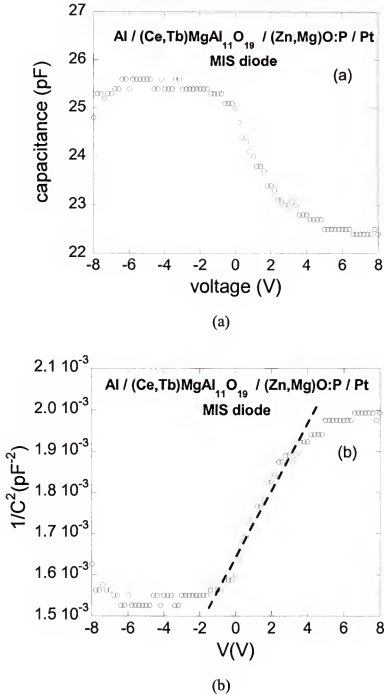 Al / (Ce,Tb)MgAl₁₁O₁₉ / (Zn,Mg)O:P / Pt
MIS diode
(a)
capacitance (pF)
27
26
25
24
23
22
-8 -6 -4 -2 0 2 4 6 8
voltage (V)
(a)
Al / (Ce,Tb)MgAl₁₁O₁₉ / (Zn,Mg)O:P / Pt
MIS diode
(b)
1/C²(pF⁻²)
2.1 10⁻³
2.0 10⁻³
1.9 10⁻³
1.8 10⁻³
1.7 10⁻³
1.6 10⁻³
1.5 10⁻³
-8 -6 -4 -2 0 2 4 6 8
V(V)
(b)